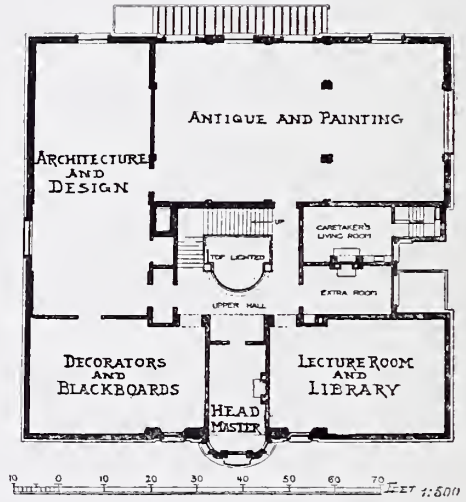 ANTIQUE AND PAINTING
ARCHITECTURE
AND
DESIGN
UP
CARETAKER'S
LIVING ROOM
TOP LIGHTED
EXTRA ROOM
UPPER HALL
DECORATORS
AND
BLACKBOARDS
HEAD
MASTER
LECTURE ROOM
AND
LIBRARY
10 0 10 20 30 40 50 60 70 FEET 1:500